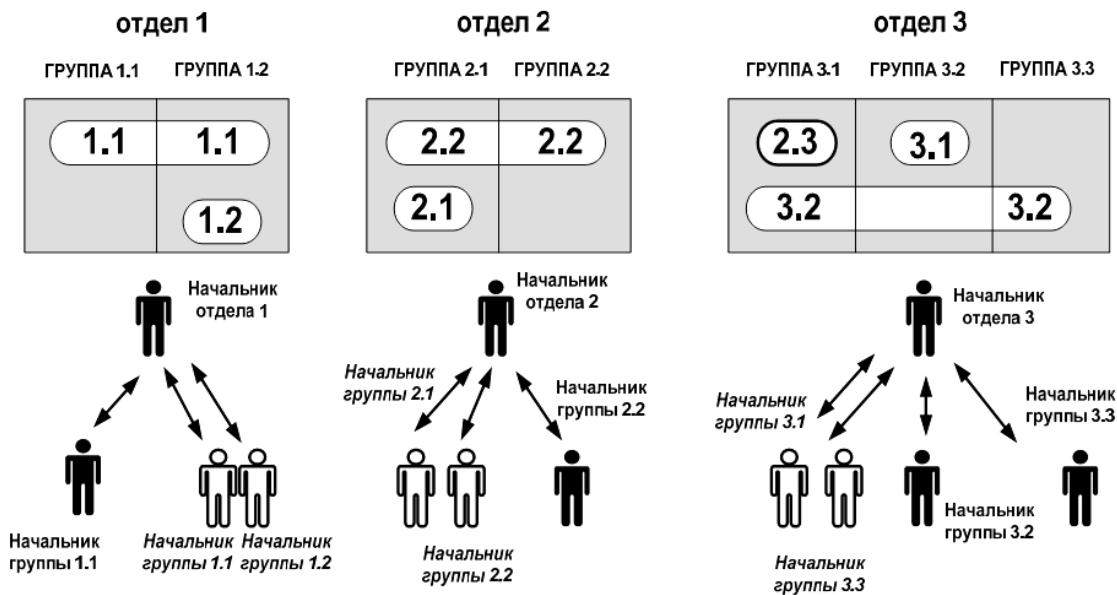 отдел 1
отдел 2
отдел 3
ГРУППА 1.1
ГРУППА 1.2
ГРУППА 2.1
ГРУППА 2.2
ГРУППА 3.1
ГРУППА 3.2
ГРУППА 3.3
1.1
1.1
2.2
2.2
2.3
3.1
1.2
2.1
3.2
3.2
Начальник
отдела 1
Начальник
отдела 2
Начальник
отдела 3
Начальник
группы 2.1
Начальник
группы 2.2
Начальник
группы 3.1
Начальник
группы 3.3
Начальник
группы 1.1
Начальник
группы 1.1
Начальник
группы 1.2
Начальник
группы 2.2
Начальник
группы 3.2
Начальник
группы 3.3